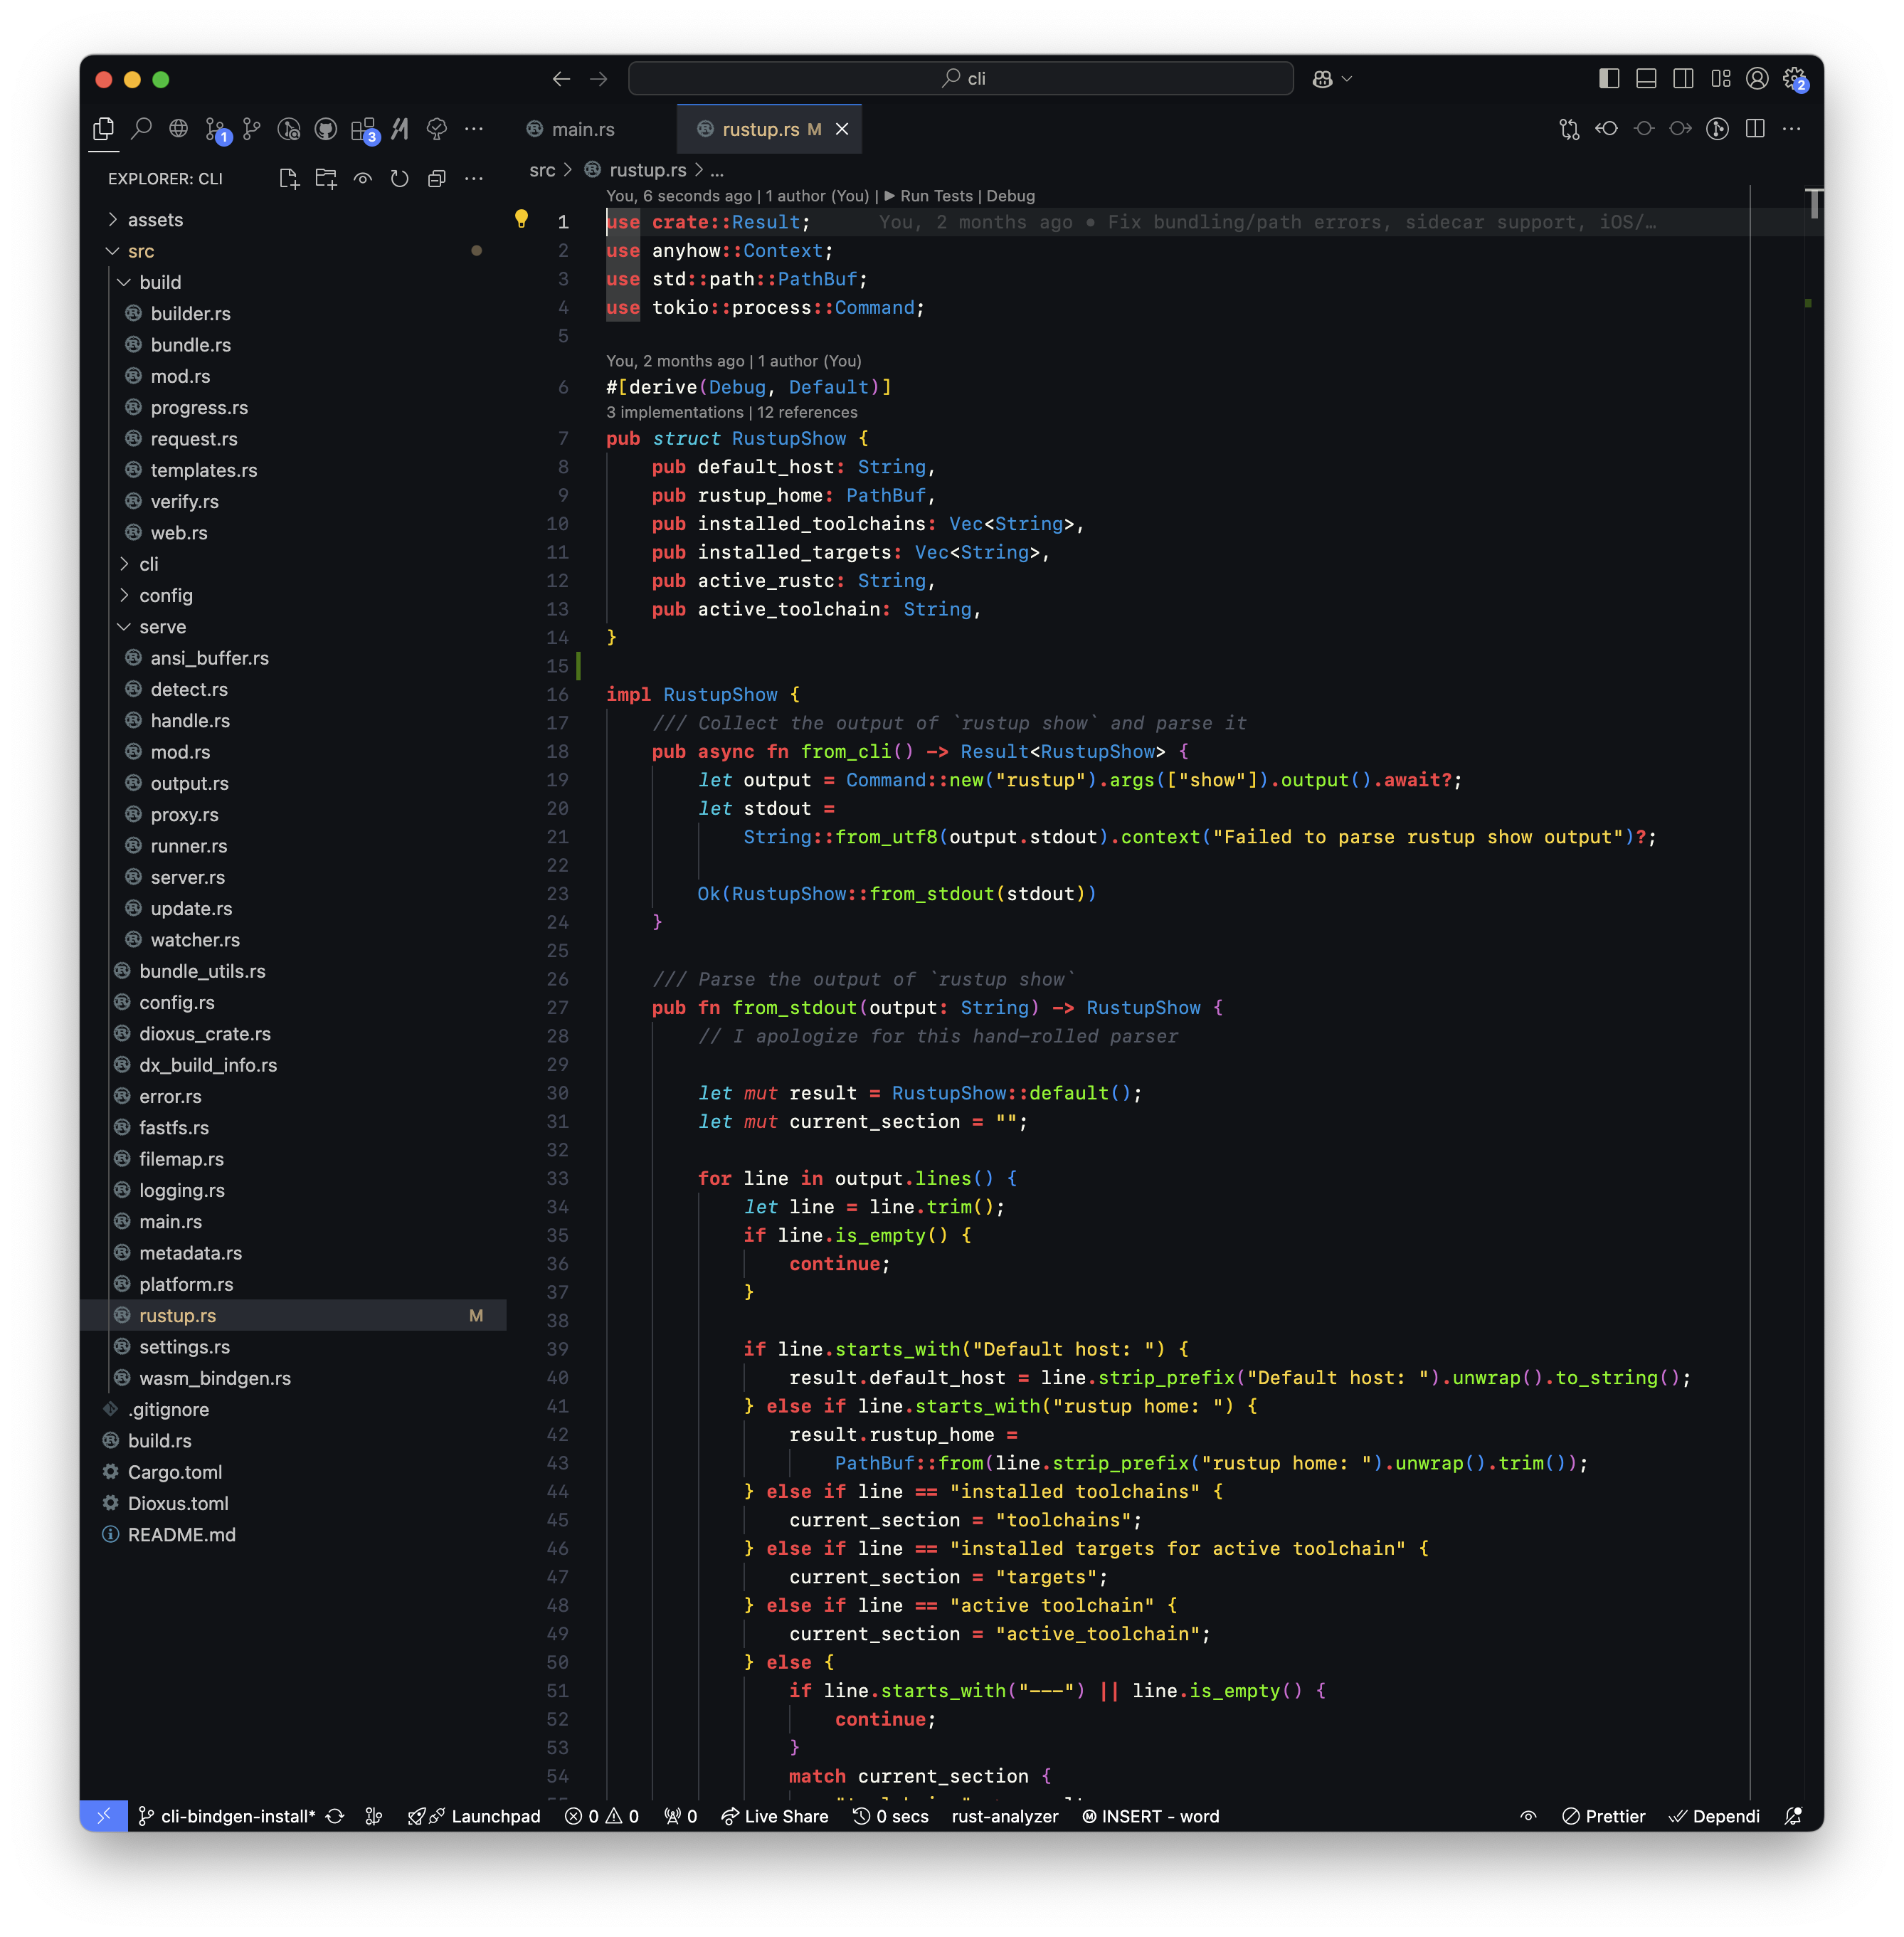 cli
2
1
3
main.rs
rustup.rs M
EXPLORER: CLI
assets
src
build
builder.rs
bundle.rs
mod.rs
progress.rs
request.rs
templates.rs
verify.rs
web.rs
cli
config
serve
ansi_buffer.rs
detect.rs
handle.rs
mod.rs
output.rs
proxy.rs
runner.rs
server.rs
update.rs
watcher.rs
bundle_utils.rs
config.rs
dioxus_crate.rs
dx_build_info.rs
error.rs
fastfs.rs
filemap.rs
logging.rs
main.rs
metadata.rs
platform.rs
rustup.rs M
settings.rs
wasm_bindgen.rs
.gitignore
build.rs
Cargo.toml
Dioxus.toml
README.md
src > rustup.rs > ...
You, 6 seconds ago | 1 author (You) | ▶ Run Tests | Debug
1 use crate::Result; You, 2 months ago • Fix bundling/path errors, sidecar support, iOS/…
2 use anyhow::Context;
3 use std::path::PathBuf;
4 use tokio::process::Command;
5
You, 2 months ago | 1 author (You)
6 #[derive(Debug, Default)]
3 implementations | 12 references
7 pub struct RustupShow {
8 pub default_host: String,
9 pub rustup_home: PathBuf,
10 pub installed_toolchains: Vec<String>,
11 pub installed_targets: Vec<String>,
12 pub active_rustc: String,
13 pub active_toolchain: String,
14 }
15
16 impl RustupShow {
17 /// Collect the output of `rustup show` and parse it
18 pub async fn from_cli() -> Result<RustupShow> {
19 let output = Command::new("rustup").args(["show"]).output().await?;
20 let stdout =
21 String::from_utf8(output.stdout).context("Failed to parse rustup show output")?;
22
23 Ok(RustupShow::from_stdout(stdout))
24 }
25
26 /// Parse the output of `rustup show`
27 pub fn from_stdout(output: String) -> RustupShow {
28 // I apologize for this hand-rolled parser
29
30 let mut result = RustupShow::default();
31 let mut current_section = "";
32
33 for line in output.lines() {
34 let line = line.trim();
35 if line.is_empty() {
36 continue;
37 }
38
39 if line.starts_with("Default host: ") {
40 result.default_host = line.strip_prefix("Default host: ").unwrap().to_string();
41 } else if line.starts_with("rustup home: ") {
42 result.rustup_home =
43 PathBuf::from(line.strip_prefix("rustup home: ").unwrap().trim());
44 } else if line == "installed toolchains" {
45 current_section = "toolchains";
46 } else if line == "installed targets for active toolchain" {
47 current_section = "targets";
48 } else if line == "active toolchain" {
49 current_section = "active_toolchain";
50 } else {
51 if line.starts_with("---") || line.is_empty() {
52 continue;
53 }
54 match current_section {
cli-bindgen-install* Launchpad 0 0 0 Live Share 0 secs rust-analyzer INSERT - word Prettier Dependi